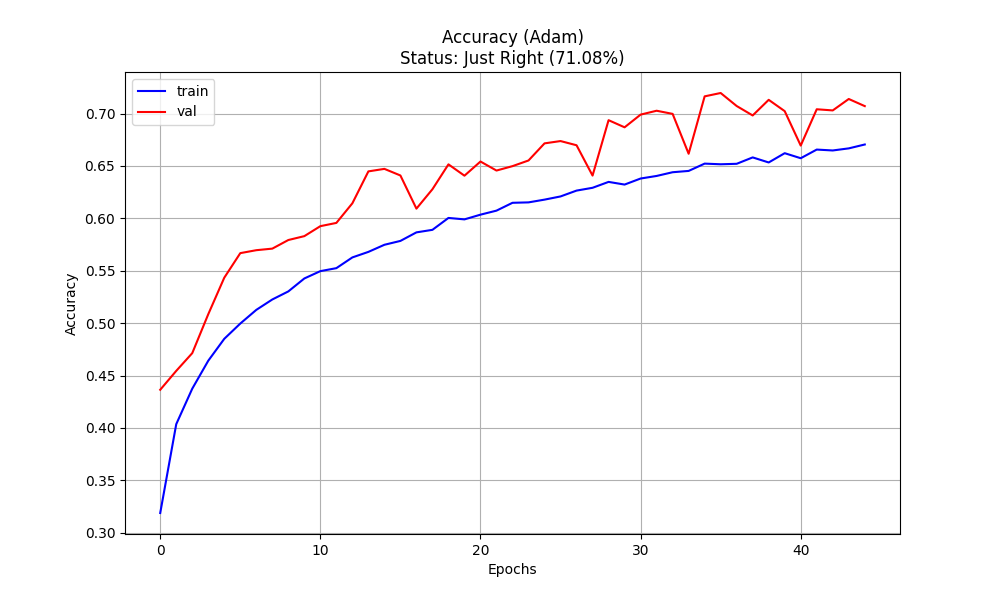 Accuracy (Adam)
Status: Just Right (71.08%)
train
val
0.70
0.65
0.60
0.55
0.50
0.45
0.40
0.35
0.30
Accuracy
0 10 20 30 40
Epochs